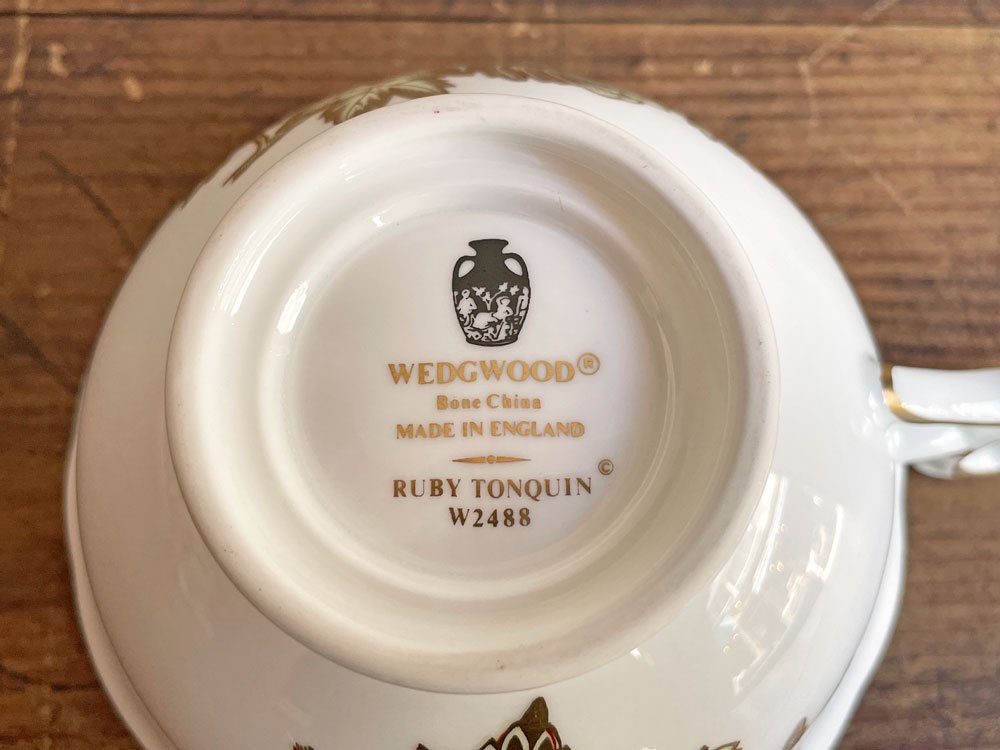 WEDGWOOD®
Bone China
MADE IN ENGLAND
RUBY TONQUIN©
W2488